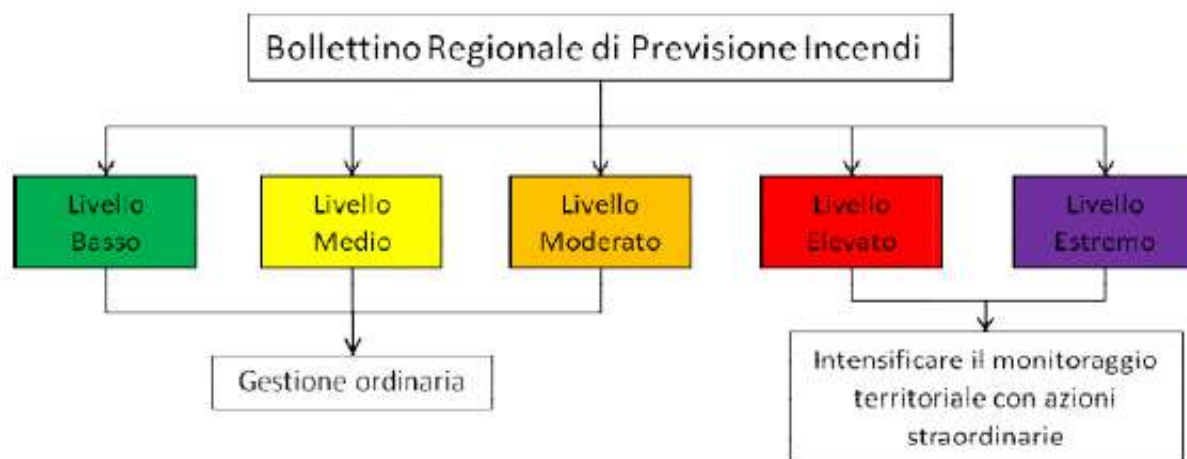 Bollettino Regionale di Previsione Incendi
Livello
Basso
Livello
Medio
Livello
Moderato
Livello
Elevato
Livello
Estremo
Gestione ordinaria
Intensificare il monitoraggio
territoriale con azioni
straordinarie